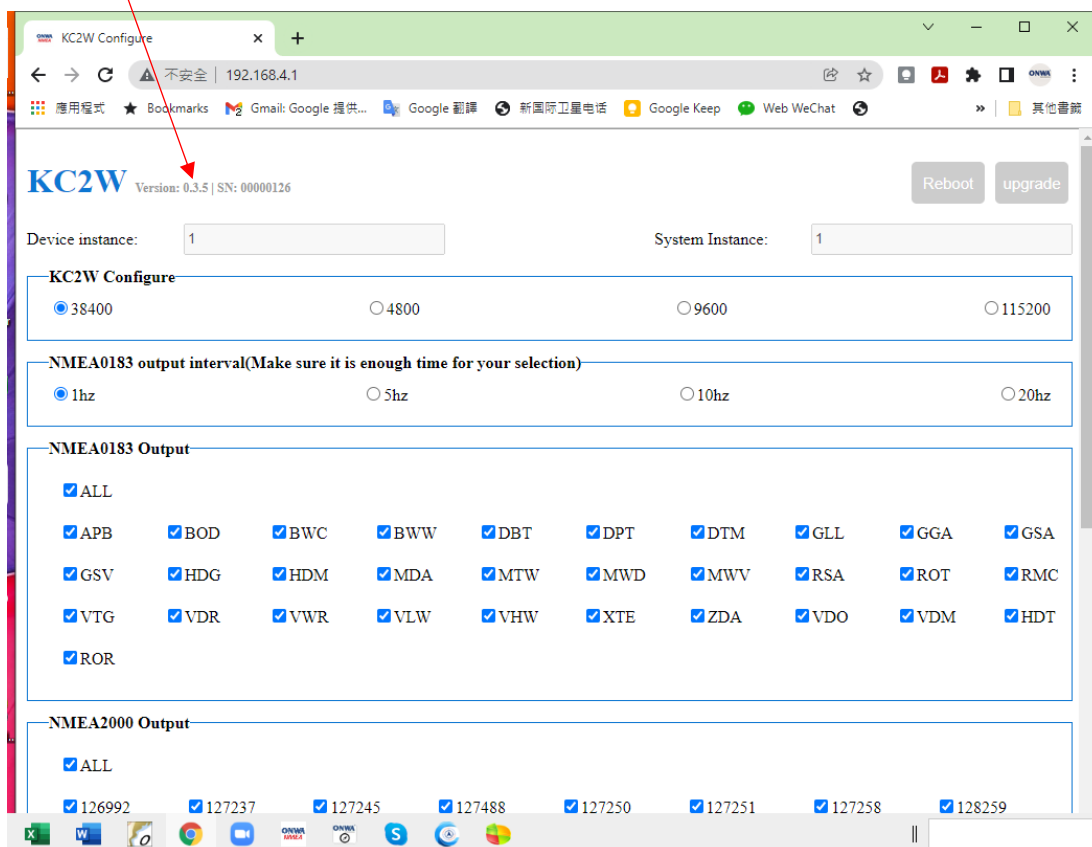 KC2W Configure
不安全 | 192.168.4.1
應用程式 Bookmarks Gmail: Google 提供... Google 翻譯 新国际卫星电话 Google Keep Web WeChat » 其他書籤
KC2W Version: 0.3.5 | SN: 00000126 Reboot upgrade
Device instance: 1 System Instance: 1
KC2W Configure
38400 4800 9600 115200
NMEA0183 output interval(Make sure it is enough time for your selection)
1hz 5hz 10hz 20hz
NMEA0183 Output
ALL
APB BOD BWC BWW DBT DPT DTM GLL GGA GSA
GSV HDG HDM MDA MTW MWD MWV RSA ROT RMC
VTG VDR VWR VLW VHW XTE ZDA VDO VDM HDT
ROR
NMEA2000 Output
ALL
126992 127237 127245 127488 127250 127251 127258 128259